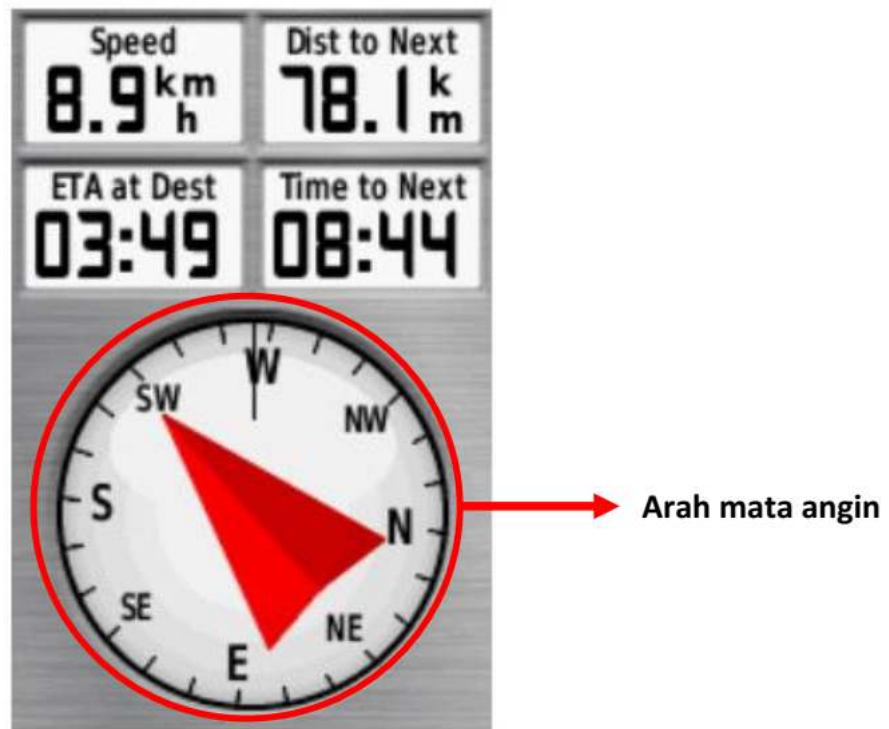 Speed
8.9 km h
Dist to Next
78.1 km
ETA at Dest
03:49
Time to Next
08:44
W
SW
NW
S
N
SE
NE
E
Arah mata angin